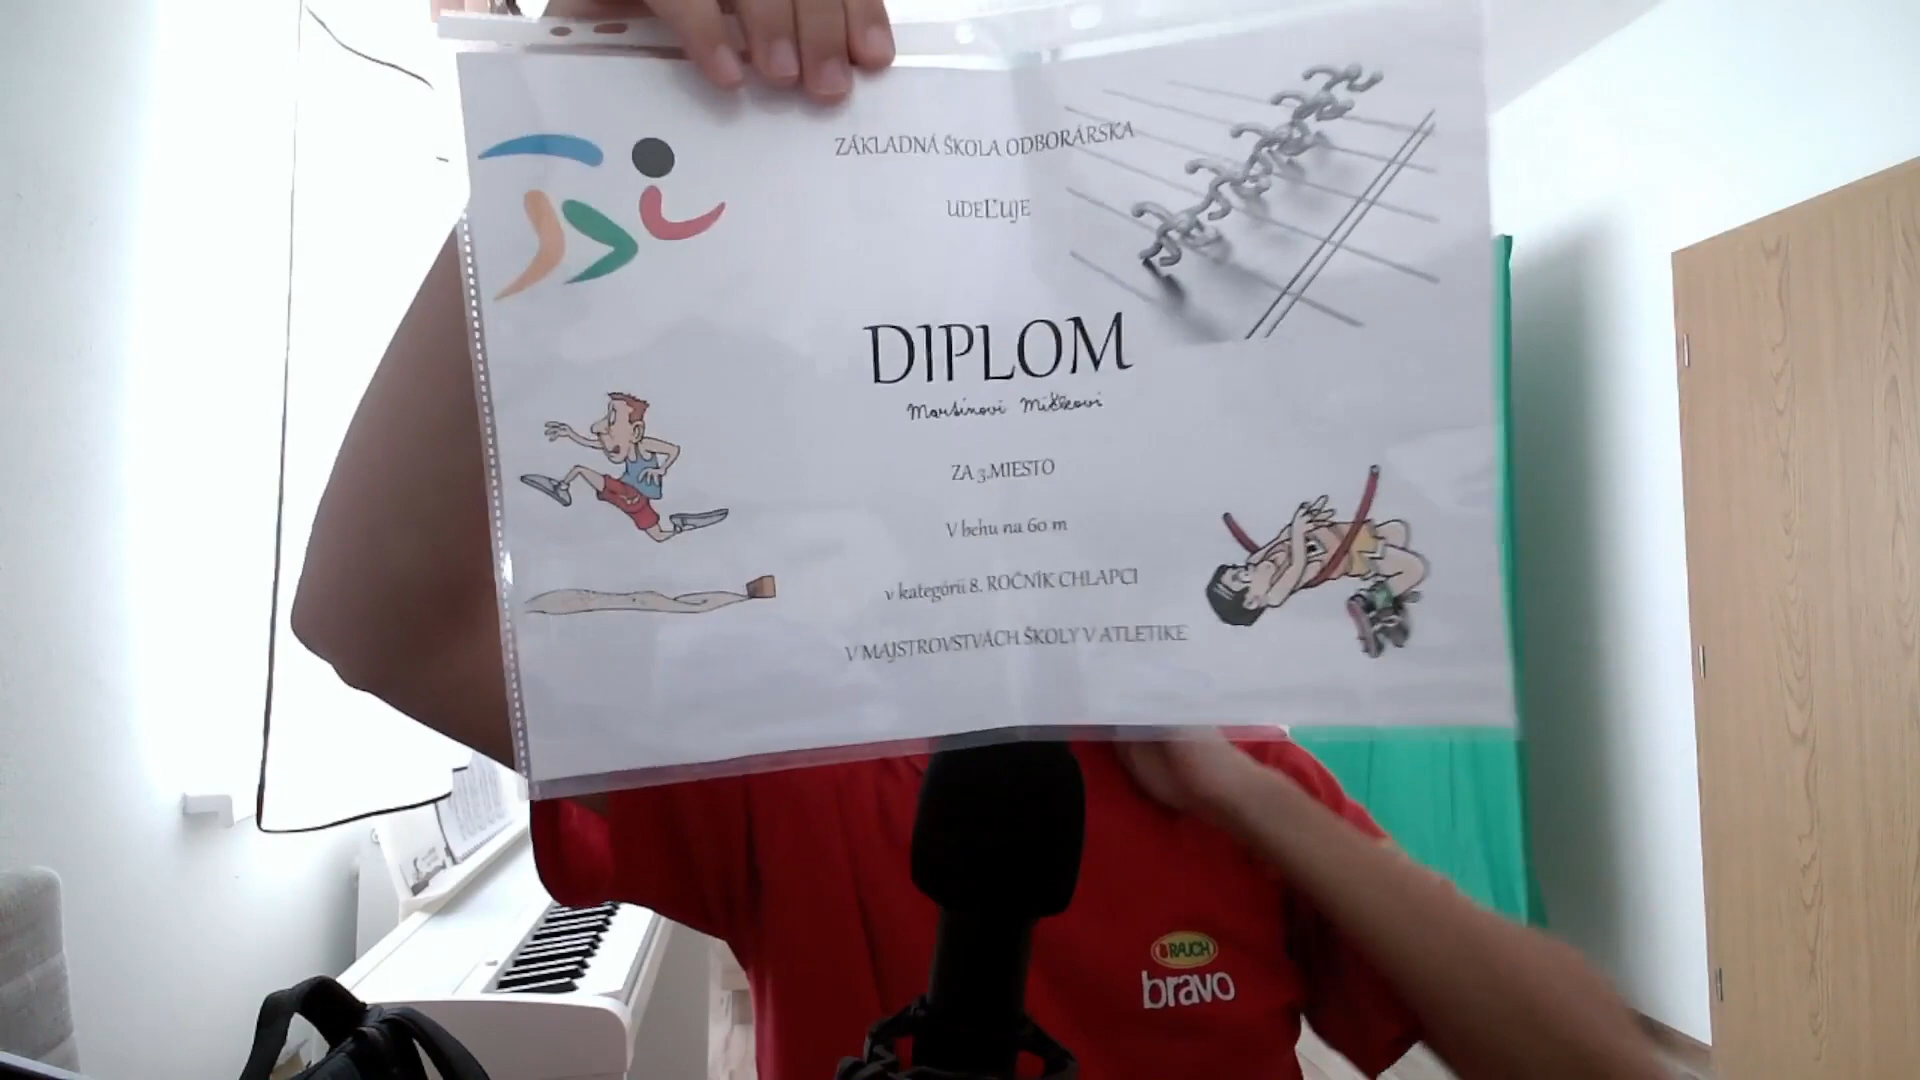 ZÁKLADNÁ ŠKOLA ODBORÁRSKA
UDEĽUJE
DIPLOM
Martinovi Mičkovi
ZA 3.MIESTO
V behu na 60 m
v kategórii 8. ROČNÍK CHLAPCI
V MAJSTROVSTVÁCH ŠKOLY V ATLETIKE
RAUCH
bravo